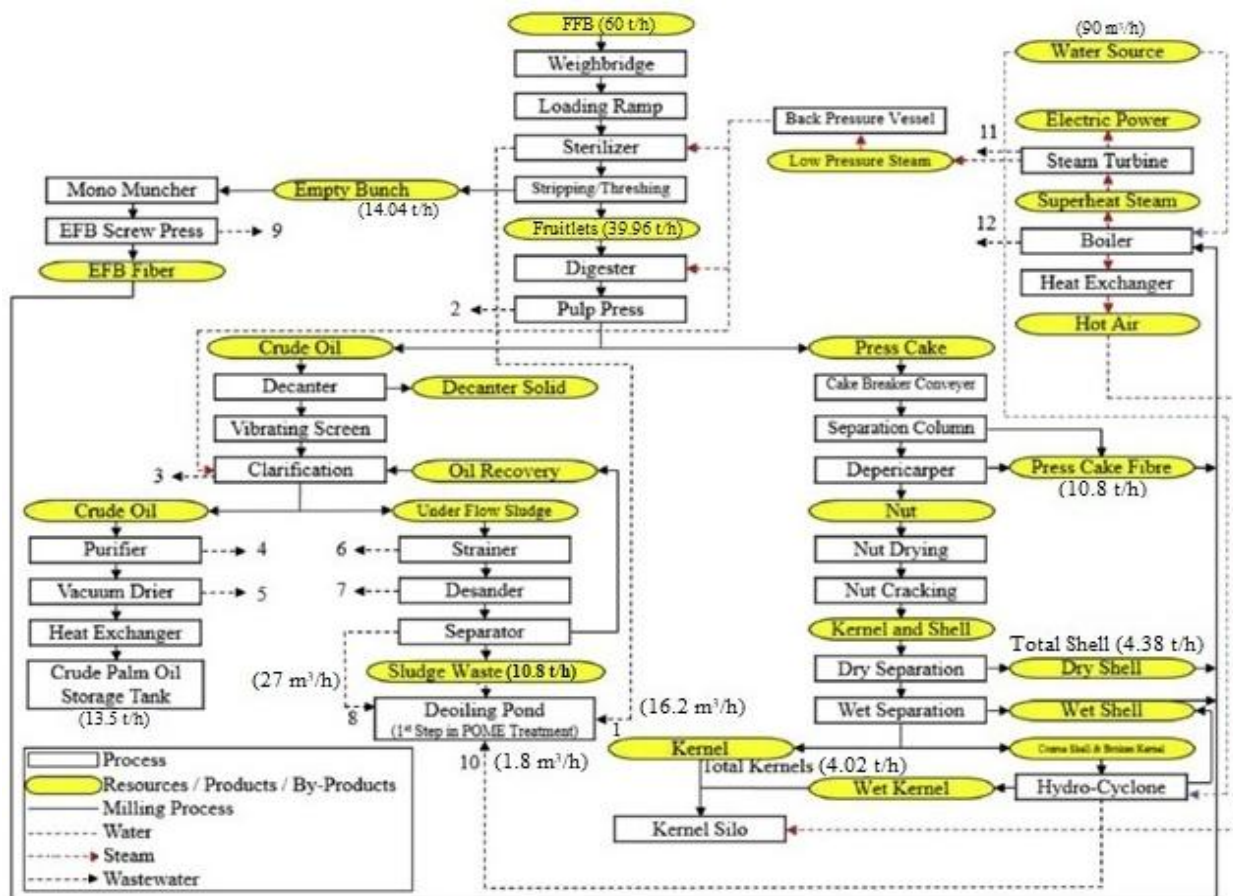 FFB (60 t/h)
Weighbridge
Loading Ramp
Sterilizer
Stripping/Threshing
Empty Bunch
(14.04 t/h)
Mono Muncher
EFB Screw Press
9
EFB Fiber
Fruitlets (39.96 t/h)
Digester
Pulp Press
2
(90 m³/h)
Water Source
Electric Power
Back Pressure Vessel
11
Low Pressure Steam
Steam Turbine
Superheat Steam
12
Boiler
Heat Exchanger
Hot Air
Crude Oil
Decanter
Decanter Solid
Vibrating Screen
Clarification
3
Oil Recovery
Crude Oil
Purifier
4
Vacuum Drier
5
Heat Exchanger
Crude Palm Oil
Storage Tank
(13.5 t/h)
Under Flow Sludge
6
Strainer
7
Desander
Separator
(27 m³/h)
Sludge Waste (10.8 t/h)
8
Deoiling Pond
(1st Step in POME Treatment)
1
(16.2 m³/h)
10
(1.8 m³/h)
Press Cake
Cake Breaker Conveyer
Separation Column
Depericarper
Press Cake Fibre
(10.8 t/h)
Nut
Nut Drying
Nut Cracking
Kernel and Shell
Total Shell (4.38 t/h)
Dry Separation
Dry Shell
Wet Separation
Wet Shell
Kernel
Shell & Broken Kernel
Total Kernels (4.02 t/h)
Wet Kernel
Hydro-Cyclone
Kernel Silo
Process
Resources / Products / By-Products
Milling Process
Water
Steam
Wastewater